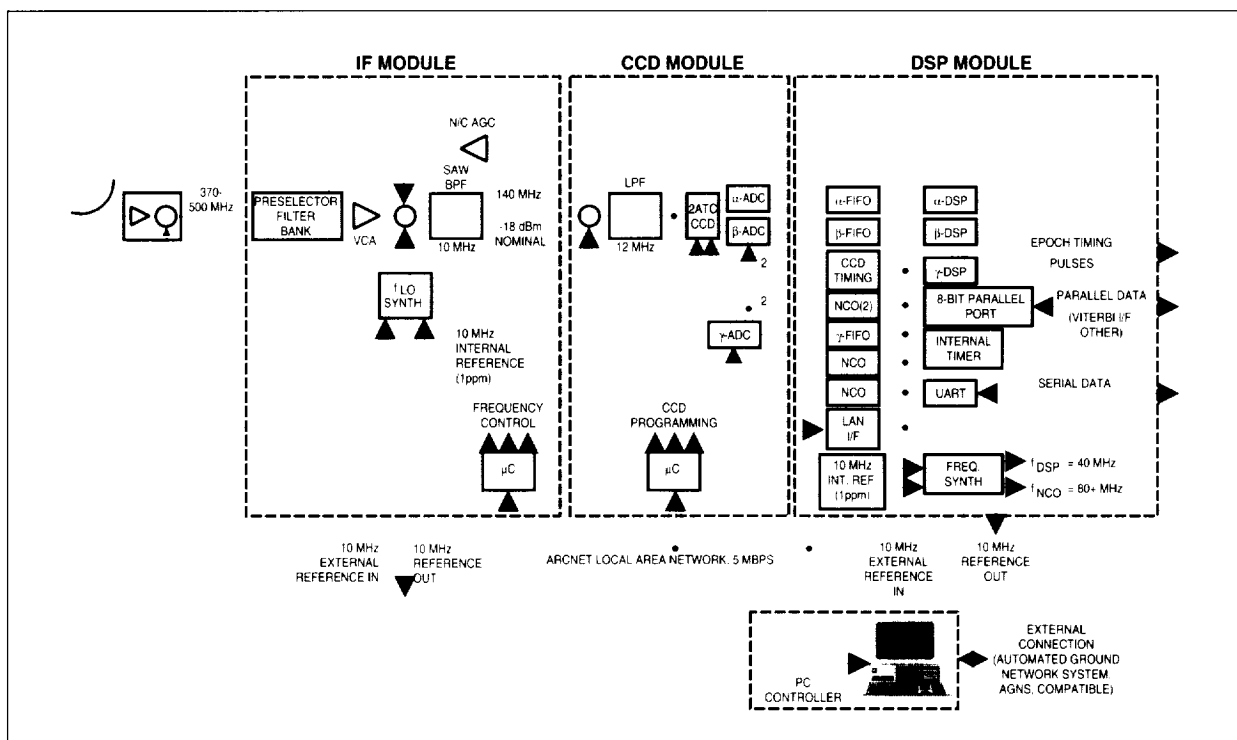 IF MODULE
CCD MODULE
DSP MODULE
N/C AGC
SAW
BPF
140 MHz
-18 dBm
NOMINAL
10 MHz
370-
500 MHz
PRESELECTOR
FILTER
BANK
VCA
fLO
SYNTH
10 MHz
INTERNAL
REFERENCE
(1ppm)
FREQUENCY
CONTROL
µC
LPF
12 MHz
2ATC
CCD
α-ADC
β-ADC
2
2
γ-ADC
CCD
PROGRAMMING
µC
α-FIFO
β-FIFO
CCD
TIMING
NCO(2)
γ-FIFO
NCO
NCO
LAN
I/F
10 MHz
INT. REF
(1ppm)
α-DSP
β-DSP
γ-DSP
8-BIT PARALLEL
PORT
INTERNAL
TIMER
UART
FREQ.
SYNTH
fDSP = 40 MHz
fNCO = 80+ MHz
EPOCH TIMING
PULSES
PARALLEL DATA
(VITERBI I/F
OTHER)
SERIAL DATA
10 MHz
EXTERNAL
REFERENCE IN
10 MHz
REFERENCE
OUT
ARCNET LOCAL AREA NETWORK. 5 MBPS
10 MHz
EXTERNAL
REFERENCE
IN
10 MHz
REFERENCE
OUT
PC
CONTROLLER
EXTERNAL
CONNECTION
(AUTOMATED GROUND
NETWORK SYSTEM.
AGNS, COMPATIBLE)